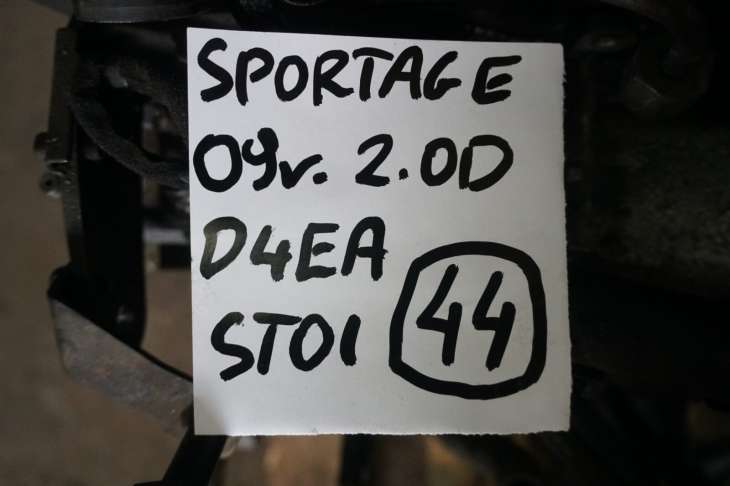 SPORTAGE
09r. 2.0D
D4EA
STOI 44